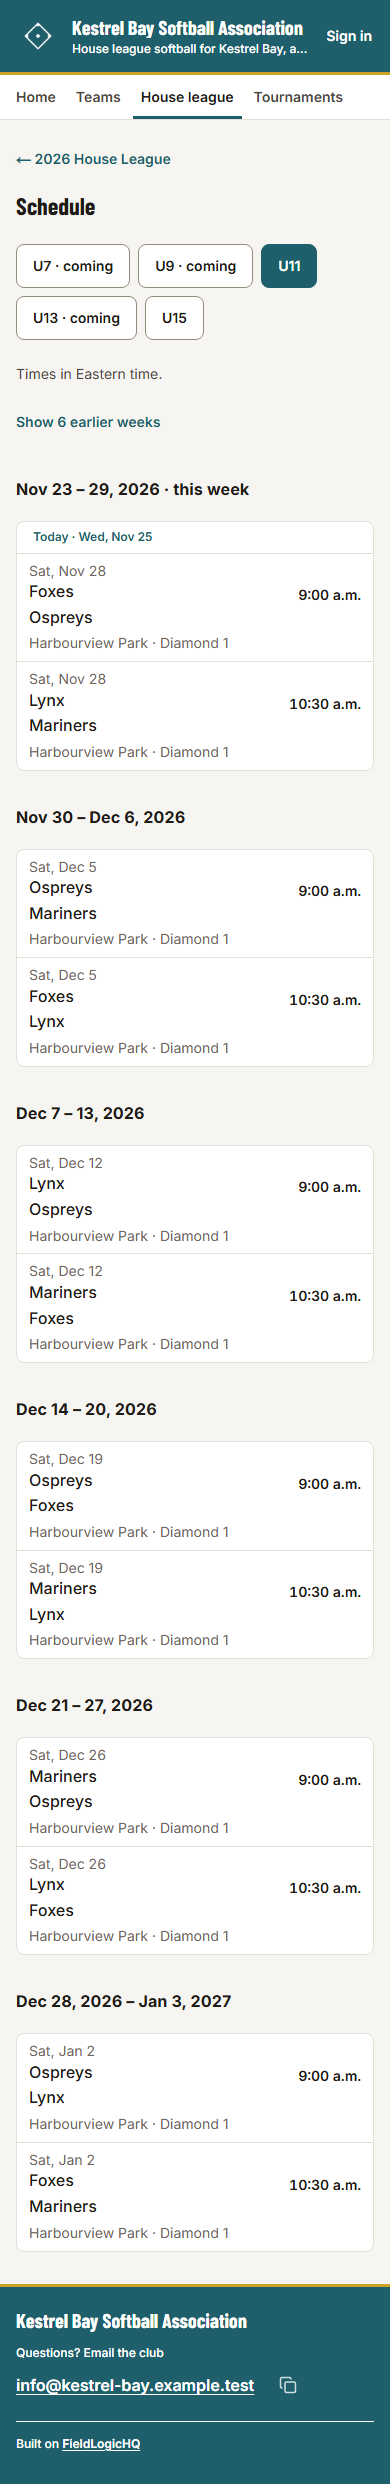 Kestrel Bay Softball Association
House league softball for Kestrel Bay, a...
Sign in
Home Teams House league Tournaments
← 2026 House League
Schedule
U7 · coming U9 · coming U11
U13 · coming U15
Times in Eastern time.
Show 6 earlier weeks
Nov 23 – 29, 2026 · this week
Today · Wed, Nov 25
Sat, Nov 28
Foxes
9:00 a.m.
Ospreys
Harbourview Park · Diamond 1
Sat, Nov 28
Lynx
10:30 a.m.
Mariners
Harbourview Park · Diamond 1
Nov 30 – Dec 6, 2026
Sat, Dec 5
Ospreys
9:00 a.m.
Mariners
Harbourview Park · Diamond 1
Sat, Dec 5
Foxes
10:30 a.m.
Lynx
Harbourview Park · Diamond 1
Dec 7 – 13, 2026
Sat, Dec 12
Lynx
9:00 a.m.
Ospreys
Harbourview Park · Diamond 1
Sat, Dec 12
Mariners
10:30 a.m.
Foxes
Harbourview Park · Diamond 1
Dec 14 – 20, 2026
Sat, Dec 19
Ospreys
9:00 a.m.
Foxes
Harbourview Park · Diamond 1
Sat, Dec 19
Mariners
10:30 a.m.
Lynx
Harbourview Park · Diamond 1
Dec 21 – 27, 2026
Sat, Dec 26
Mariners
9:00 a.m.
Ospreys
Harbourview Park · Diamond 1
Sat, Dec 26
Lynx
10:30 a.m.
Foxes
Harbourview Park · Diamond 1
Dec 28, 2026 – Jan 3, 2027
Sat, Jan 2
Ospreys
9:00 a.m.
Lynx
Harbourview Park · Diamond 1
Sat, Jan 2
Foxes
10:30 a.m.
Mariners
Harbourview Park · Diamond 1
Kestrel Bay Softball Association
Questions? Email the club
info@kestrel-bay.example.test
Built on FieldLogicHQ